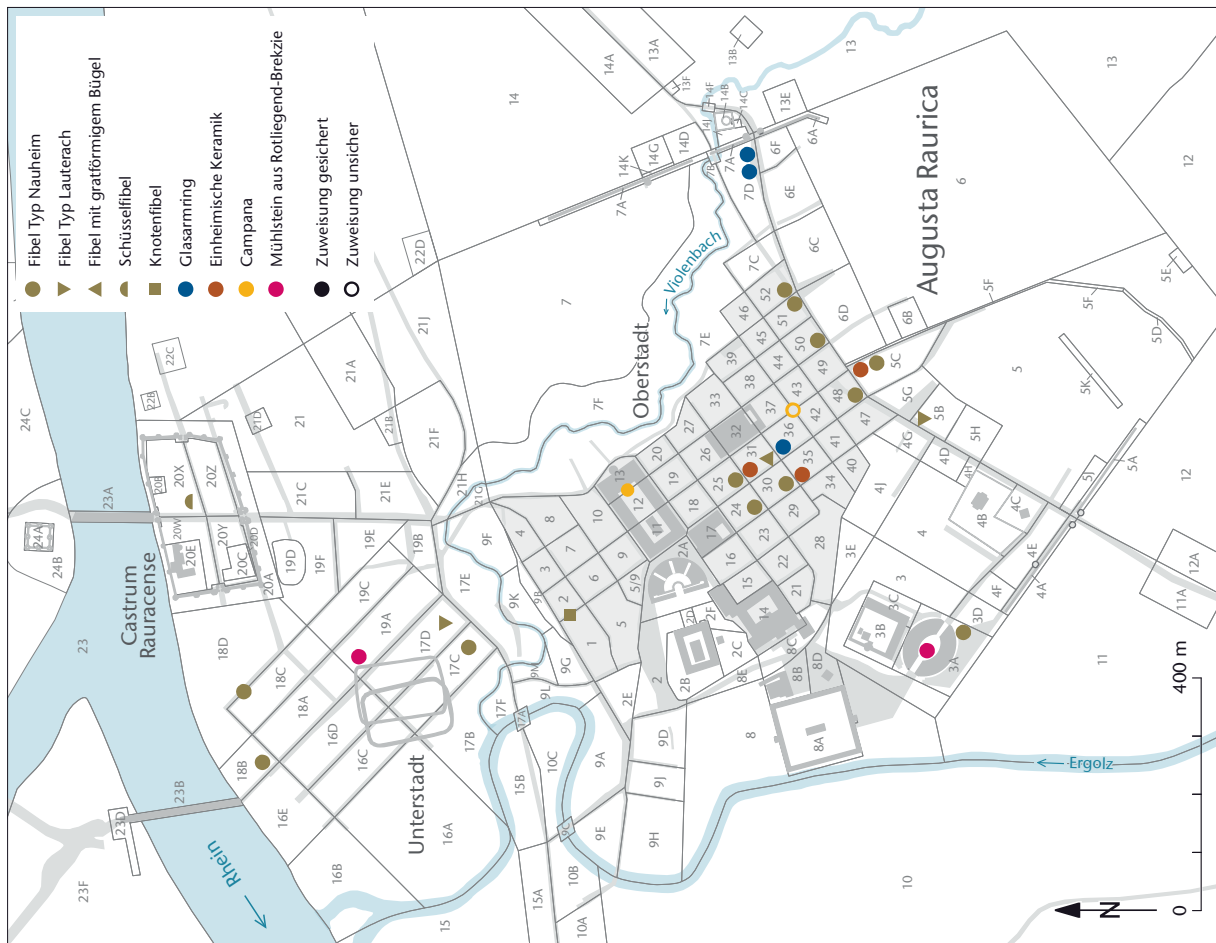 Fibel Typ Nauheim
Fibel Typ Lauterach
Fibel mit gratförmigem Bügel
Schüsselfibel
Knotenfibel
Glasarmring
Einheimische Keramik
Campana
Mühlstein aus Rotliegend-Brekzie
Zuweisung gesichert
Zuweisung unsicher
Augusta Raurica
Castrum
Rauracense
Oberstadt
Unterstadt
← Violenbach
Rhein
←
← Ergolz
N
0
400 m
24C
24A
24B
23A
23
23B
23D
23F
22B
22C
22D
20X
20Z
20B
20W
20Y
20E
20C
20D
20A
21D
21
21A
21J
21B
21C
21E
21F
21H
21G
19D
19F
19E
19B
19C
19A
18D
18C
18A
18B
17E
17D
17C
17B
17F
17A
16D
16C
16E
16A
16B
15
15A
15B
14
14A
14K
14G
14D
14J
14F
14B
14C
13A
13F
13B
13
13E
13
12
12
12A
11A
11
10
10A
10B
10C
9F
9K
9B
9M
9G
9L
9A
9C
9E
9D
9J
9H
8
8A
8B
8C
8D
8E
7
7A
7A
7B
7C
7D
7E
7F
6
6A
6B
6C
6D
6E
6F
5
5A
5B
5C
5D
5E
5F
5F
5G
5H
5J
5K
4
4A
4B
4C
4D
4E
4F
4G
4H
4J
3
3A
3B
3C
3D
3E
2
2A
2B
2C
2D
2E
2F
1
2
3
4
5
5/9
6
7
8
9
10
11
12
13
14
15
16
17
18
19
20
21
22
23
24
25
26
27
28
29
30
31
32
33
34
35
36
37
38
39
40
41
42
43
44
45
46
47
48
49
50
51
52